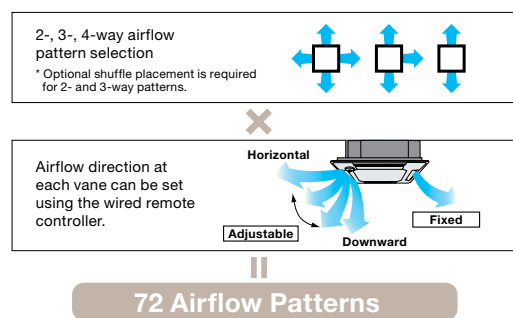 2-, 3-, 4-way airflow
pattern selection
* Optional shuffle placement is required
for 2- and 3-way patterns.
Airflow direction at
each vane can be set
using the wired remote
controller.
Horizontal
Adjustable
Downward
Fixed
72 Airflow Patterns